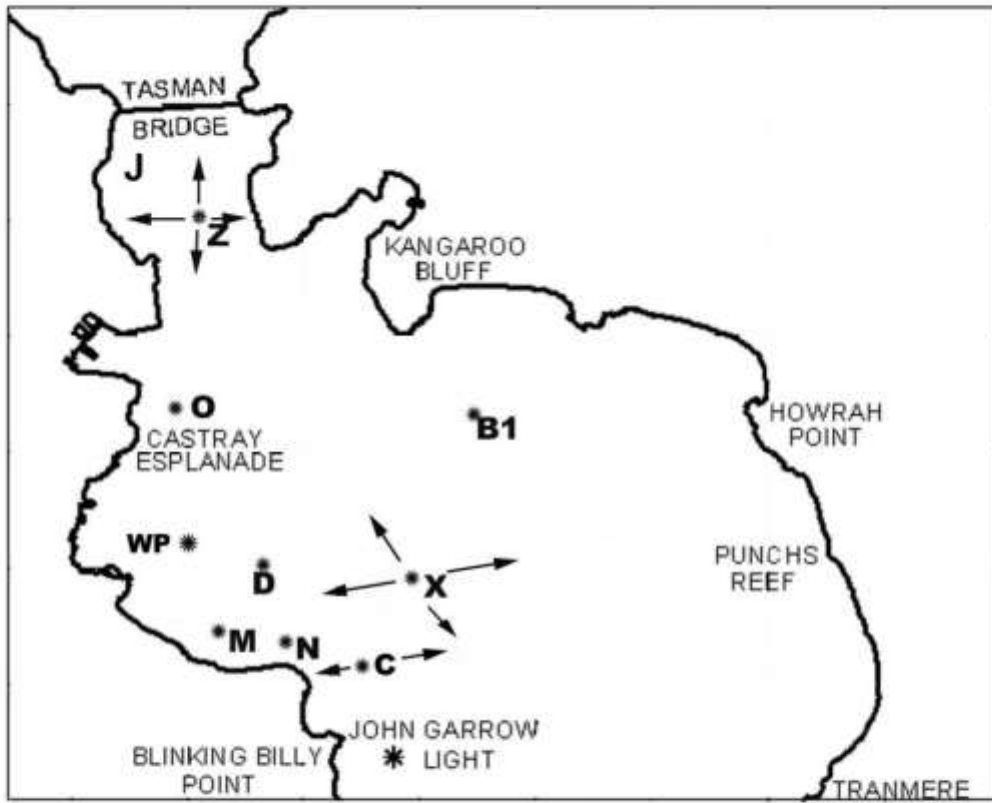 TASMAN
BRIDGE
J
Z
KANGAROO
BLUFF
O
B1
CASTRAY
ESPLANADE
HOWRAH
POINT
WP
D
X
PUNCHS
REEF
M
N
C
JOHN GARROW
LIGHT
BLINKING BILLY
POINT
TRANMERE